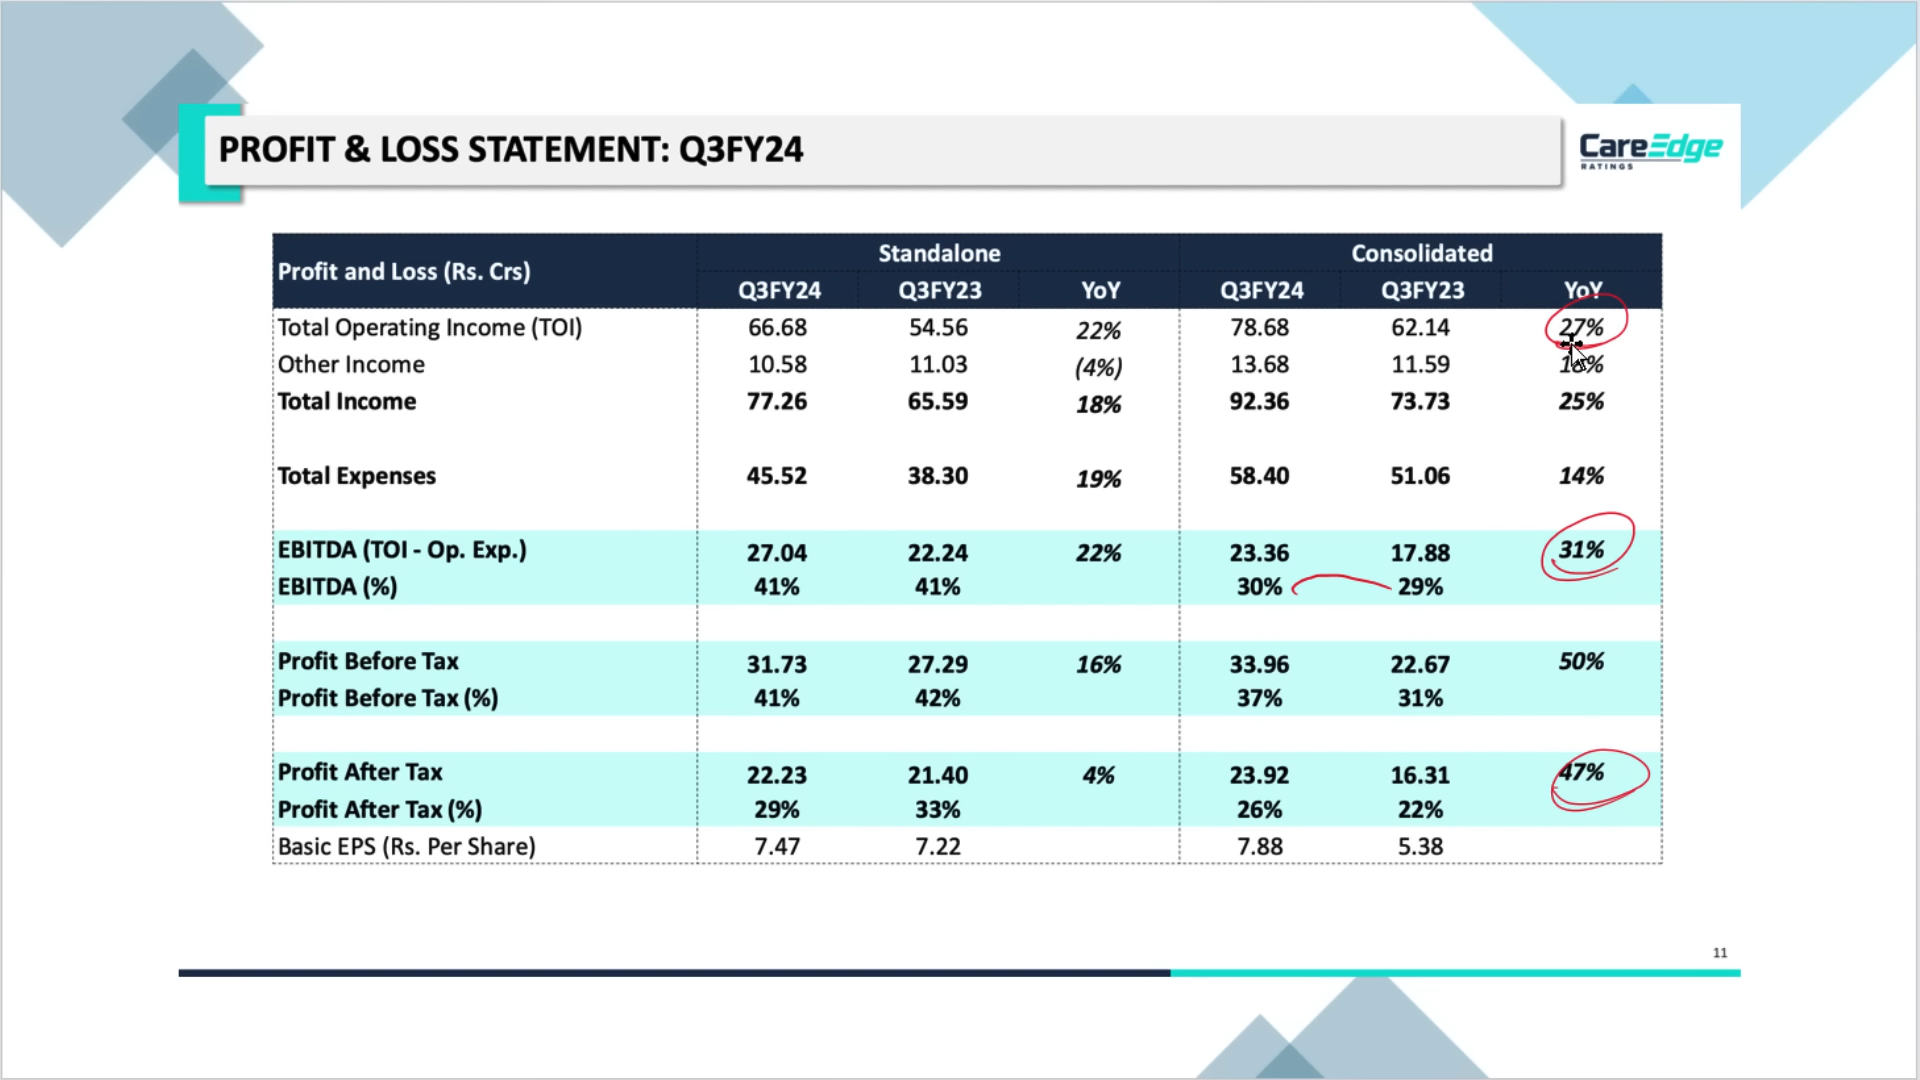 PROFIT & LOSS STATEMENT: Q3FY24
CareEdge
RATINGS
Profit and Loss (Rs. Crs) Standalone Consolidated
Q3FY24 Q3FY23 YoY Q3FY24 Q3FY23 YoY
Total Operating Income (TOI) 66.68 54.56 22% 78.68 62.14 27%
Other Income 10.58 11.03 (4%) 13.68 11.59
Total Income 77.26 65.59 18% 92.36 73.73 25%
Total Expenses 45.52 38.30 19% 58.40 51.06 14%
EBITDA (TOI - Op. Exp.) 27.04 22.24 22% 23.36 17.88 31%
EBITDA (%) 41% 41% 30% 29%
Profit Before Tax 31.73 27.29 16% 33.96 22.67 50%
Profit Before Tax (%) 41% 42% 37% 31%
Profit After Tax 22.23 21.40 4% 23.92 16.31 47%
Profit After Tax (%) 29% 33% 26% 22%
Basic EPS (Rs. Per Share) 7.47 7.22 7.88 5.38
11